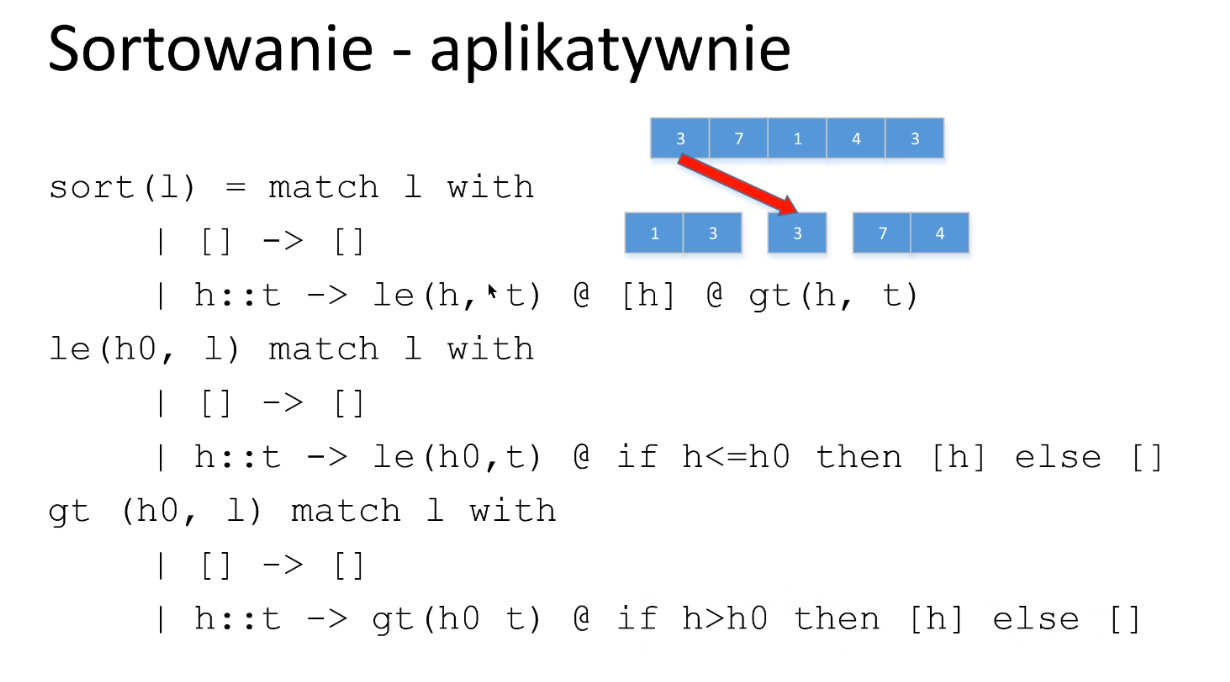 Sortowanie - aplikatywnie
3 7 1 4 3
sort(l) = match l with
1 3 3 7 4
| [] -> []
| h::t -> le(h, t) @ [h] @ gt(h, t)
le(h0, l) match l with
| [] -> []
| h::t -> le(h0,t) @ if h<=h0 then [h] else []
gt (h0, l) match l with
| [] -> []
| h::t -> gt(h0 t) @ if h>h0 then [h] else []